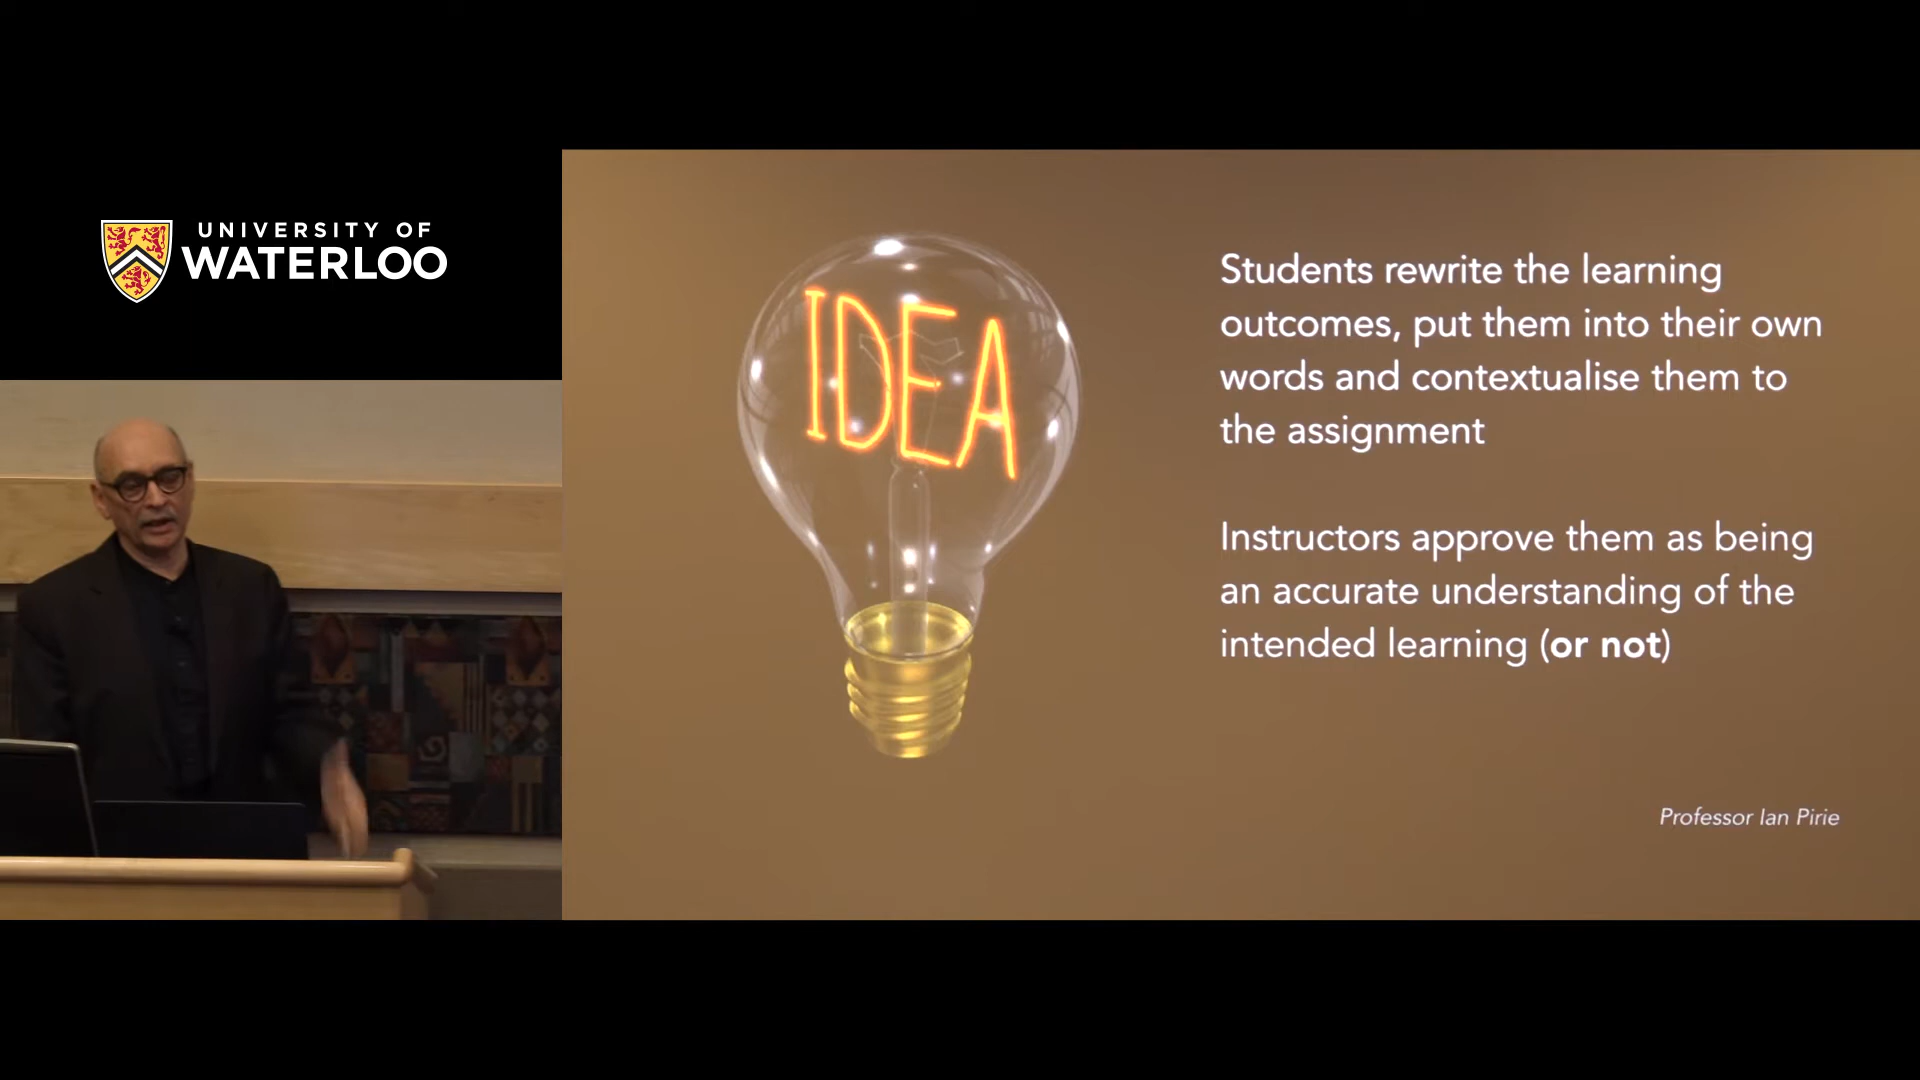 UNIVERSITY OF
WATERLOO
IDEA
Students rewrite the learning
outcomes, put them into their own
words and contextualise them to
the assignment
Instructors approve them as being
an accurate understanding of the
intended learning (or not)
Professor Ian Pirie